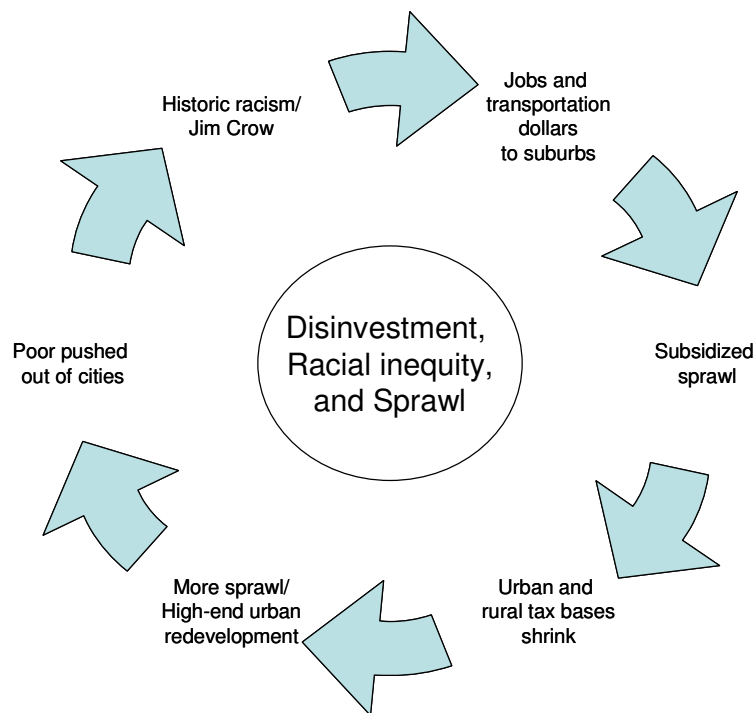 Historic racism/
Jim Crow
Jobs and
transportation
dollars
to suburbs
Subsidized
sprawl
Urban and
rural tax bases
shrink
More sprawl/
High-end urban
redevelopment
Poor pushed
out of cities
Disinvestment,
Racial inequity,
and Sprawl